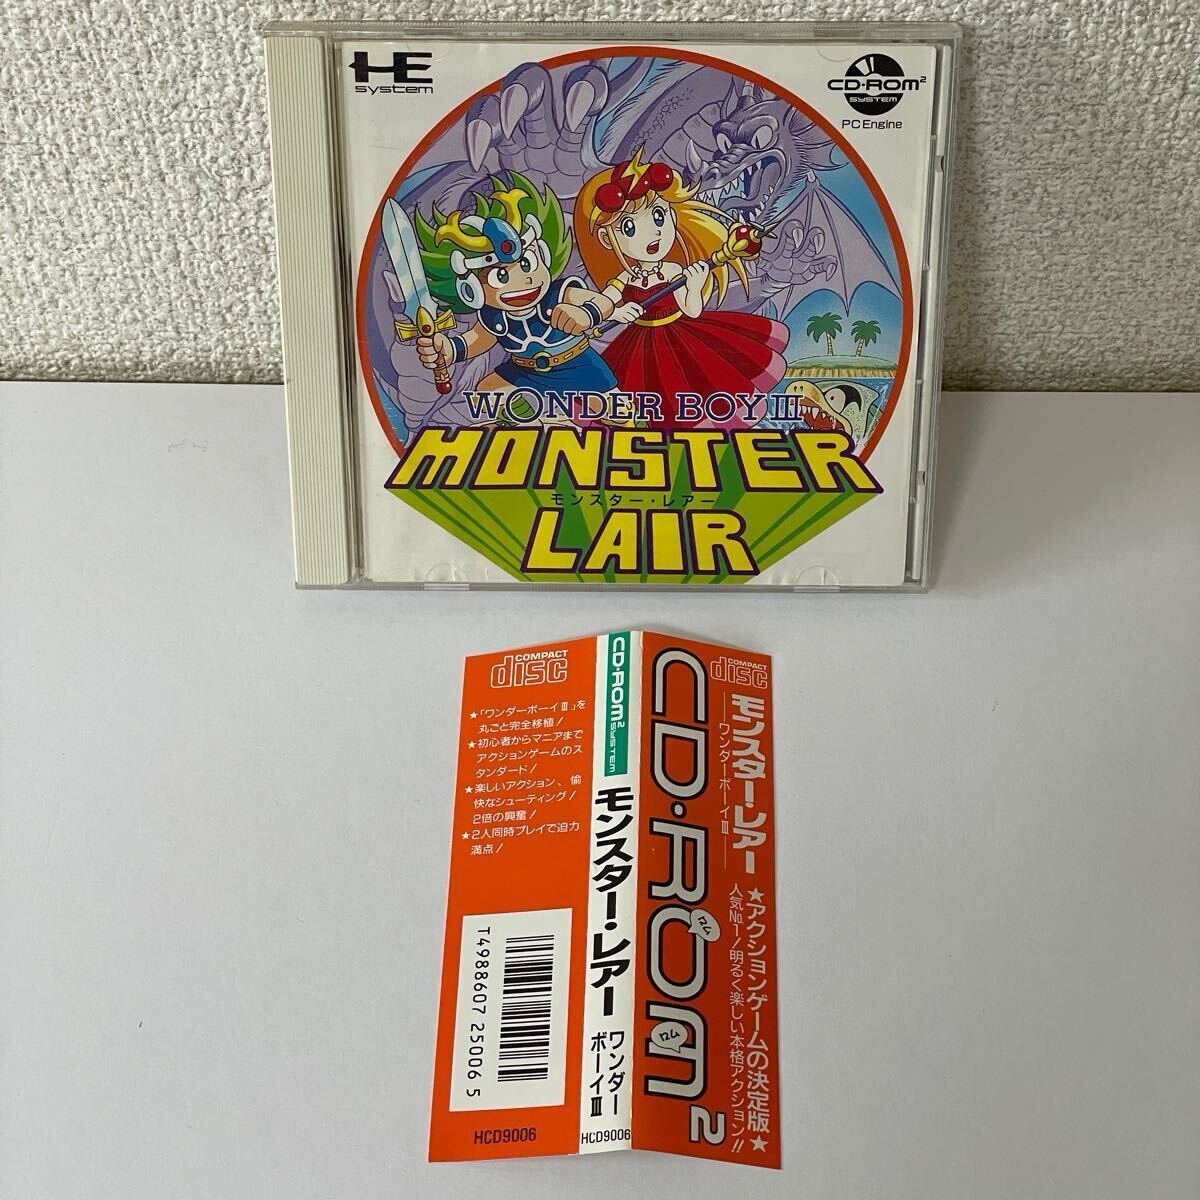 HE
system
CD-ROM²
SYSTEM
PC Engine
WONDER BOY III
MONSTER
モンスター・レアー
LAIR
COMPACT
disc
★「ワンダーボーイⅢ」を
丸ごと完全移植!
★初心者からマニアまで
アクションゲームのス
タンダード!
★楽しいアクション、愉
快なシューティング!
2倍の興奮!
★2人同時プレイで迫力
満点!
T4988607 25006 5
HCD9006
CD-ROM²
SYSTEM
モンスター・レアー
ワンダー
ボーイⅢ
HCD9006
COMPACT
disc
CD·ROM²
ロム
ロム
モンスター・レアー
ワンダーボーイⅢ
★アクションゲームの決定版★
人気No.1!明るく楽しい本格アクション!!